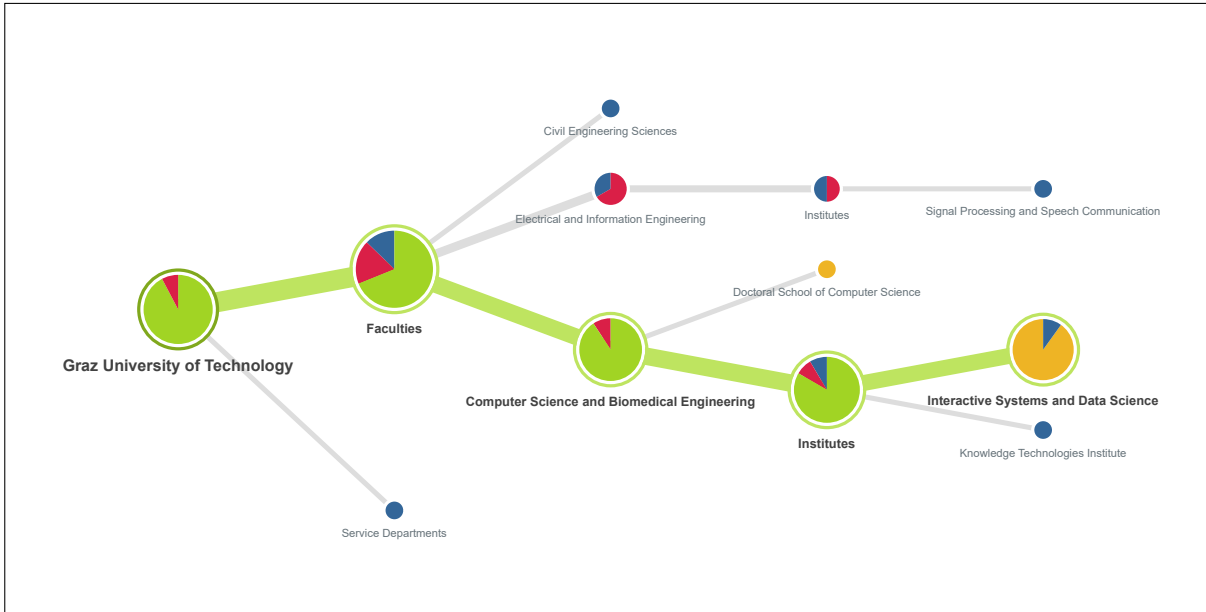 Civil Engineering Sciences
Electrical and Information Engineering
Institutes
Signal Processing and Speech Communication
Doctoral School of Computer Science
Faculties
Graz University of Technology
Computer Science and Biomedical Engineering
Interactive Systems and Data Science
Institutes
Knowledge Technologies Institute
Service Departments